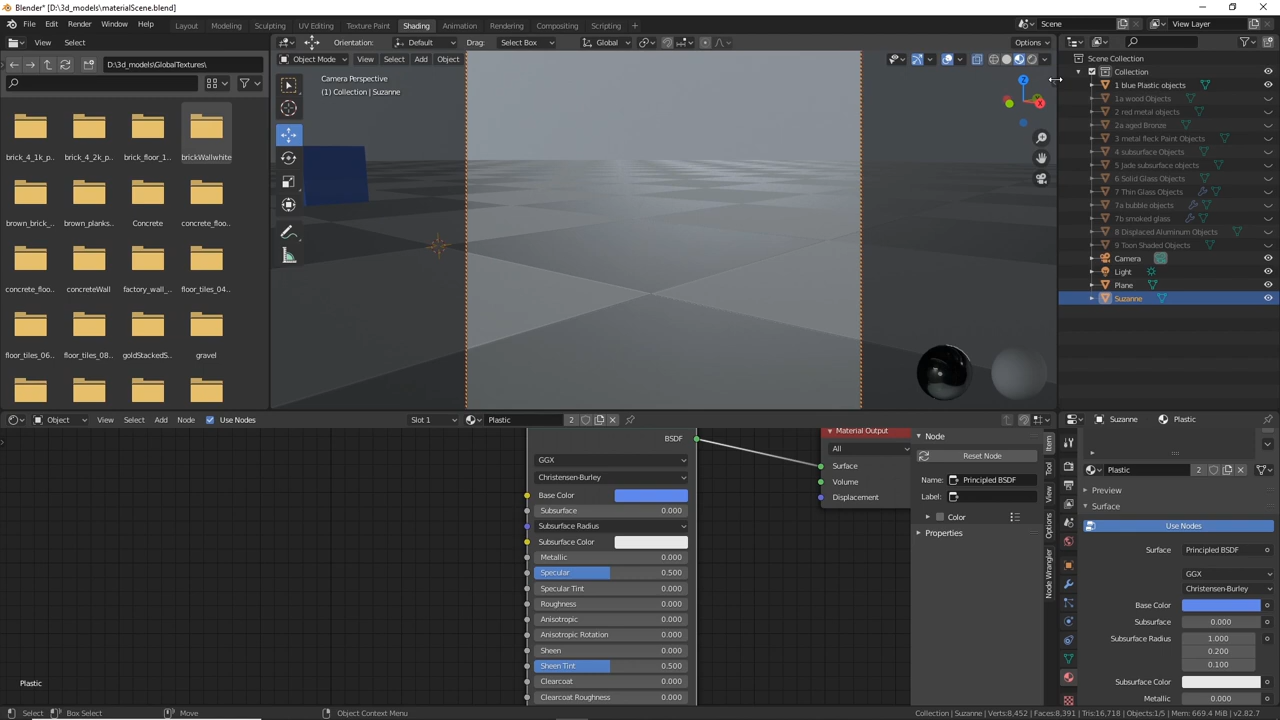 Blender* [D:\3d_models\materialScene.blend]
File Edit Render Window Help
Layout Modeling Sculpting UV Editing Texture Paint Shading Animation Rendering Compositing Scripting +
Scene View Layer
View Select
Orientation: Default Drag: Select Box Global Options
D:\3d_models\GlobalTextures\
Object Mode View Select Add Object
Camera Perspective
(1) Collection | Suzanne
brick_4_1k_p.. brick_4_2k_p.. brick_floor_1.. brickWallwhite
brown_brick_.. brown_planks.. Concrete concrete_floo..
concrete_floo.. concreteWall factory_wall_.. floor_tiles_04..
floor_tiles_06.. floor_tiles_08.. goldStackedS.. gravel
Scene Collection
Collection
1 blue Plastic objects
1a wood Objects
2 red metal objects
2a aged Bronze
3 metal fleck Paint Objects
4 subsurface Objects
5 Jade subsurface objects
6 Solid Glass Objects
7 Thin Glass Objects
7a bubble objects
7b smoked glass
8 Displaced Aluminum Objects
9 Toon Shaded Objects
Camera
Light
Plane
Suzanne
Object View Select Add Node Use Nodes Slot 1 Plastic 2
BSDF
GGX
Christensen-Burley
Base Color
Subsurface 0.000
Subsurface Radius
Subsurface Color
Metallic 0.000
Specular 0.500
Specular Tint 0.000
Roughness 0.000
Anisotropic 0.000
Anisotropic Rotation 0.000
Sheen 0.000
Sheen Tint 0.500
Clearcoat 0.000
Clearcoat Roughness 0.000
Material Output
All
Surface
Volume
Displacement
Node
Reset Node
Name: Principled BSDF
Label:
Color
Properties
Item
Tool
View
Options
Node Wrangler
Suzanne Plastic
Plastic 2
Preview
Surface
Use Nodes
Surface Principled BSDF
GGX
Christensen-Burley
Base Color
Subsurface 0.000
Subsurface Radius 1.000
0.200
0.100
Subsurface Color
Metallic 0.000
Plastic
Select Box Select Move Object Context Menu
Collection | Suzanne | Verts:8,452 | Faces:8,391 | Tris:16,718 | Objects:1/5 | Mem: 669.4 MiB | v2.82.7